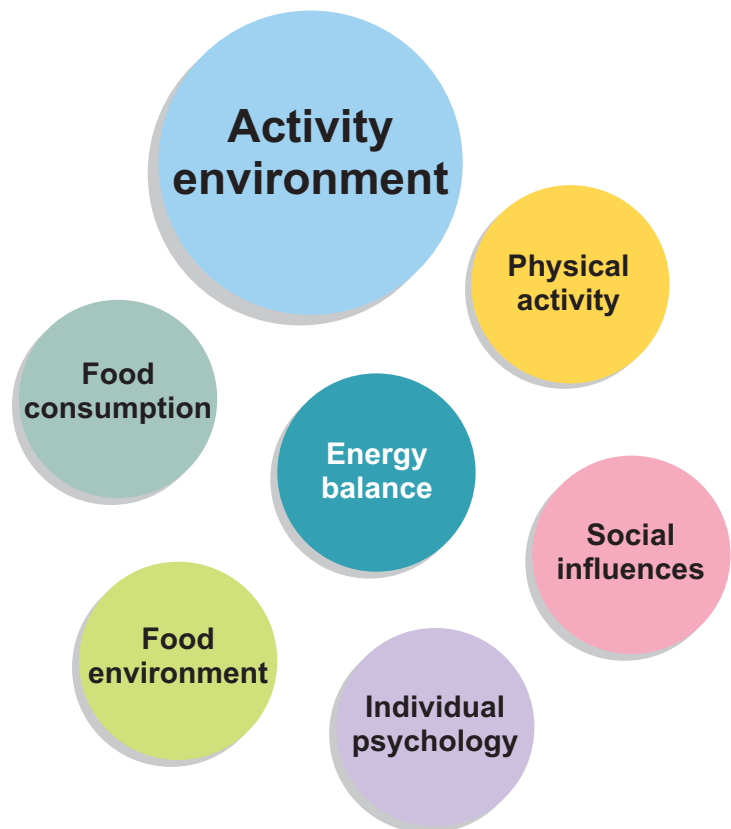 Activity
environment
Physical
activity
Food
consumption
Energy
balance
Social
influences
Food
environment
Individual
psychology